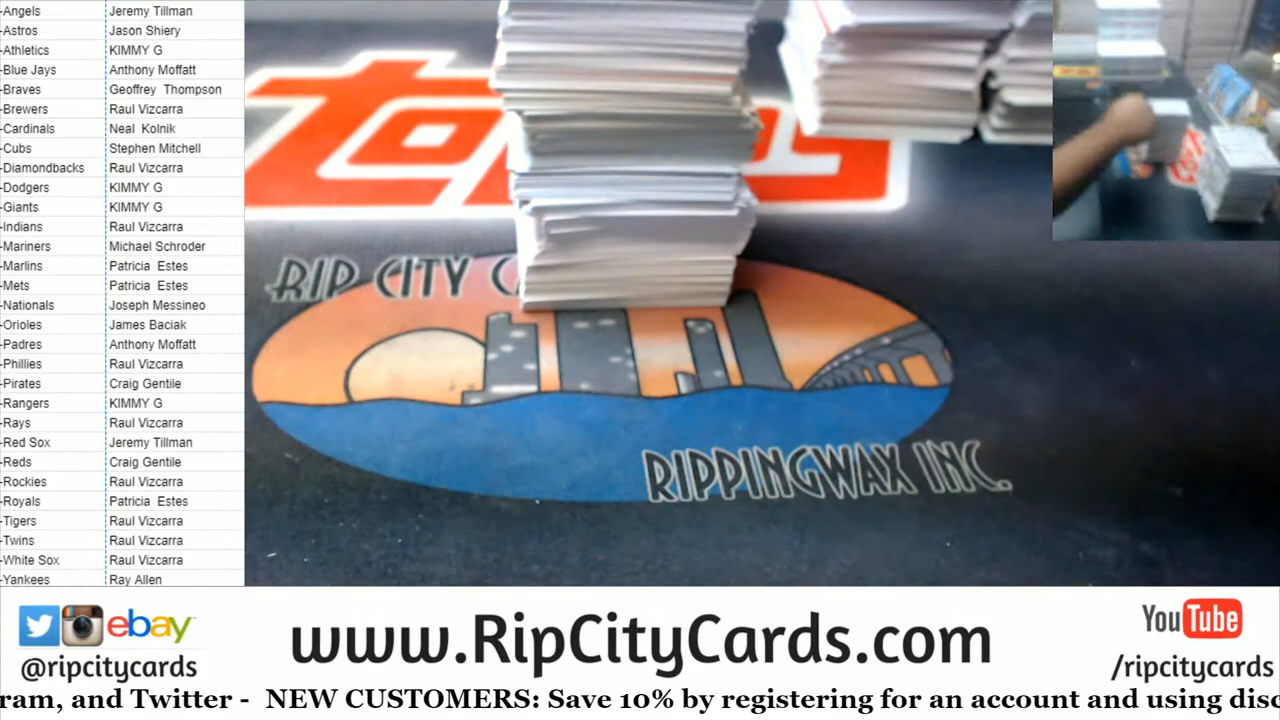 -Angels Jeremy Tillman
-Astros Jason Shiery
-Athletics KIMMY G
-Blue Jays Anthony Moffatt
-Braves Geoffrey Thompson
-Brewers Raul Vizcarra
-Cardinals Neal Kolnik
-Cubs Stephen Mitchell
-Diamondbacks Raul Vizcarra
-Dodgers KIMMY G
-Giants KIMMY G
-Indians Raul Vizcarra
-Mariners Michael Schroder
-Marlins Patricia Estes
-Mets Patricia Estes
-Nationals Joseph Messineo
-Orioles James Baciak
-Padres Anthony Moffatt
-Phillies Raul Vizcarra
-Pirates Craig Gentile
-Rangers KIMMY G
-Rays Raul Vizcarra
-Red Sox Jeremy Tillman
-Reds Craig Gentile
-Rockies Raul Vizcarra
-Royals Patricia Estes
-Tigers Raul Vizcarra
-Twins Raul Vizcarra
-White Sox Raul Vizcarra
-Yankees Ray Allen
RIP CITY C
RIPPINGWAX INC.
ebay
@ripcitycards
www.RipCityCards.com
YouTube
/ripcitycards
ram, and Twitter - NEW CUSTOMERS: Save 10% by registering for an account and using disc